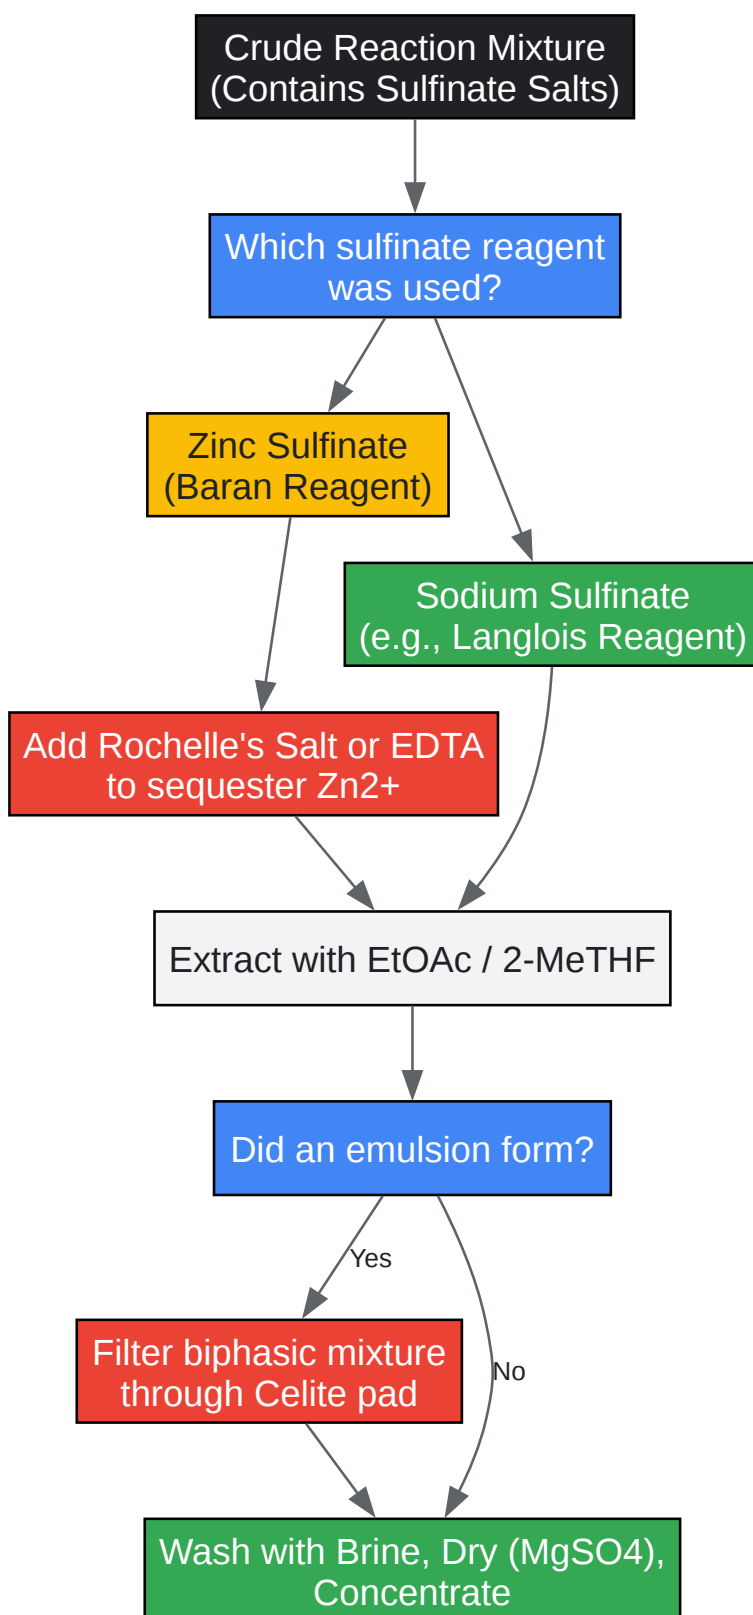 Crude Reaction Mixture
(Contains Sulfinate Salts)
Which sulfinate reagent
was used?
Zinc Sulfinate
(Baran Reagent)
Sodium Sulfinate
(e.g., Langlois Reagent)
Add Rochelle's Salt or EDTA
to sequester Zn2+
Extract with EtOAc / 2-MeTHF
Did an emulsion form?
Yes
Filter biphasic mixture
through Celite pad
No
Wash with Brine, Dry (MgSO4),
Concentrate